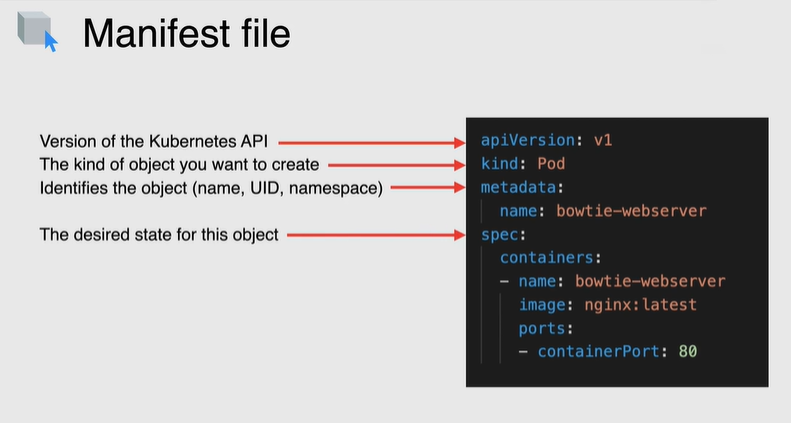 Manifest file
Version of the Kubernetes API
The kind of object you want to create
Identifies the object (name, UID, namespace)
The desired state for this object
apiVersion: v1
kind: Pod
metadata:
  name: bowtie-webserver
spec:
  containers:
  - name: bowtie-webserver
    image: nginx:latest
    ports:
    - containerPort: 80